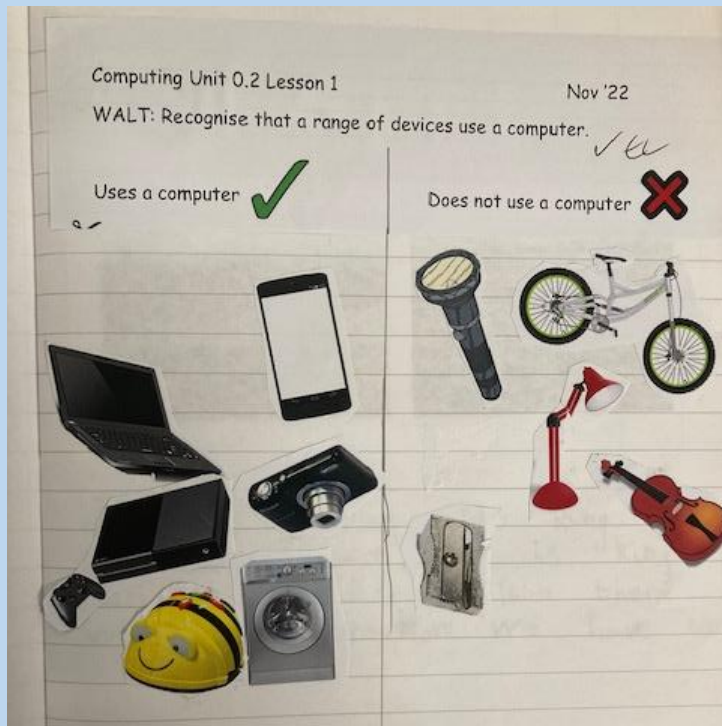 Computing Unit 0.2 Lesson 1
Nov '22
WALT: Recognise that a range of devices use a computer.
Uses a computer
Does not use a computer